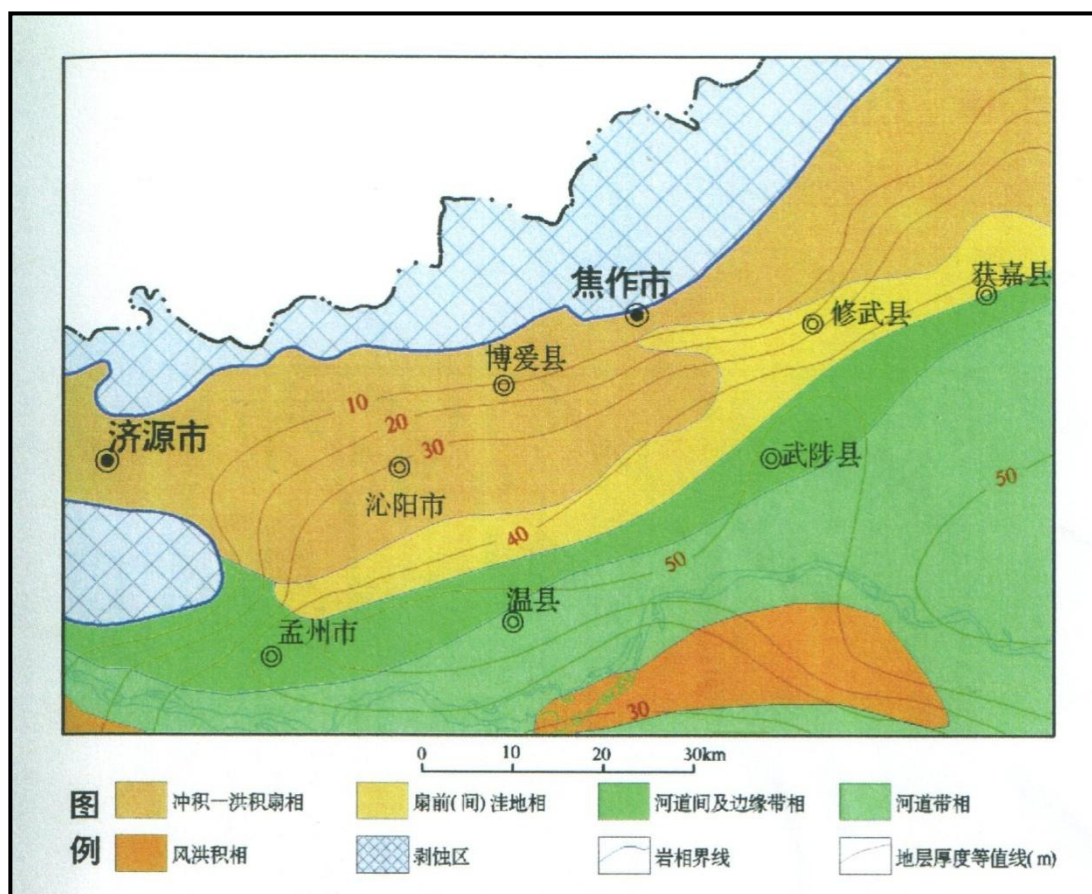 焦作市
获嘉县
修武县
博爱县
10
济源市
20
30
武陟县
50
沁阳市
40
50
温县
孟州市
30
0 10 20 30km
图例
冲积一洪积扇相
扇前(间)洼地相
河道间及边缘带相
河道带相
风洪积相
剥蚀区
岩相界线
地层厚度等值线(m)